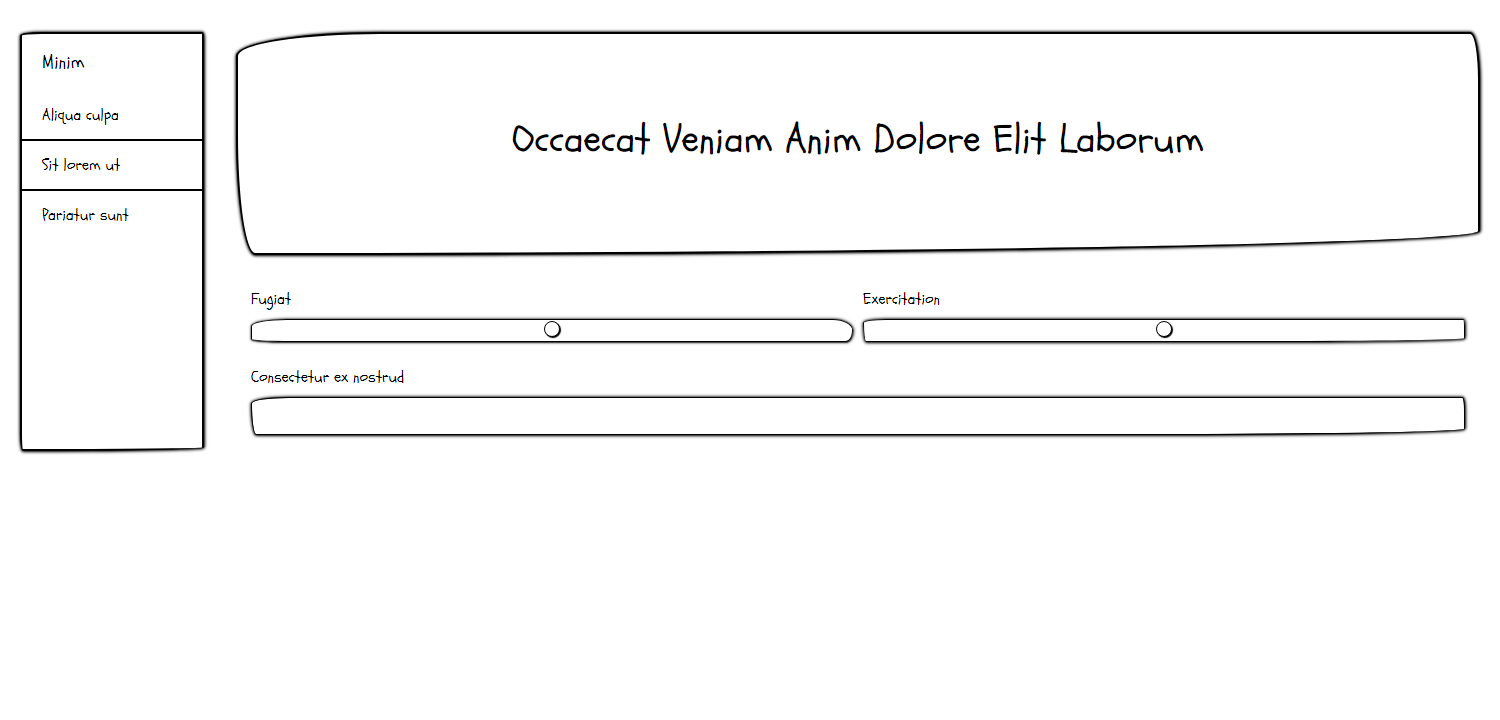 Minim
Aliqua culpa
Sit lorem ut
Pariatur sunt
Occaecat Veniam Anim Dolore Elit Laborum
Fugiat
Exercitation
Consectetur ex nostrud